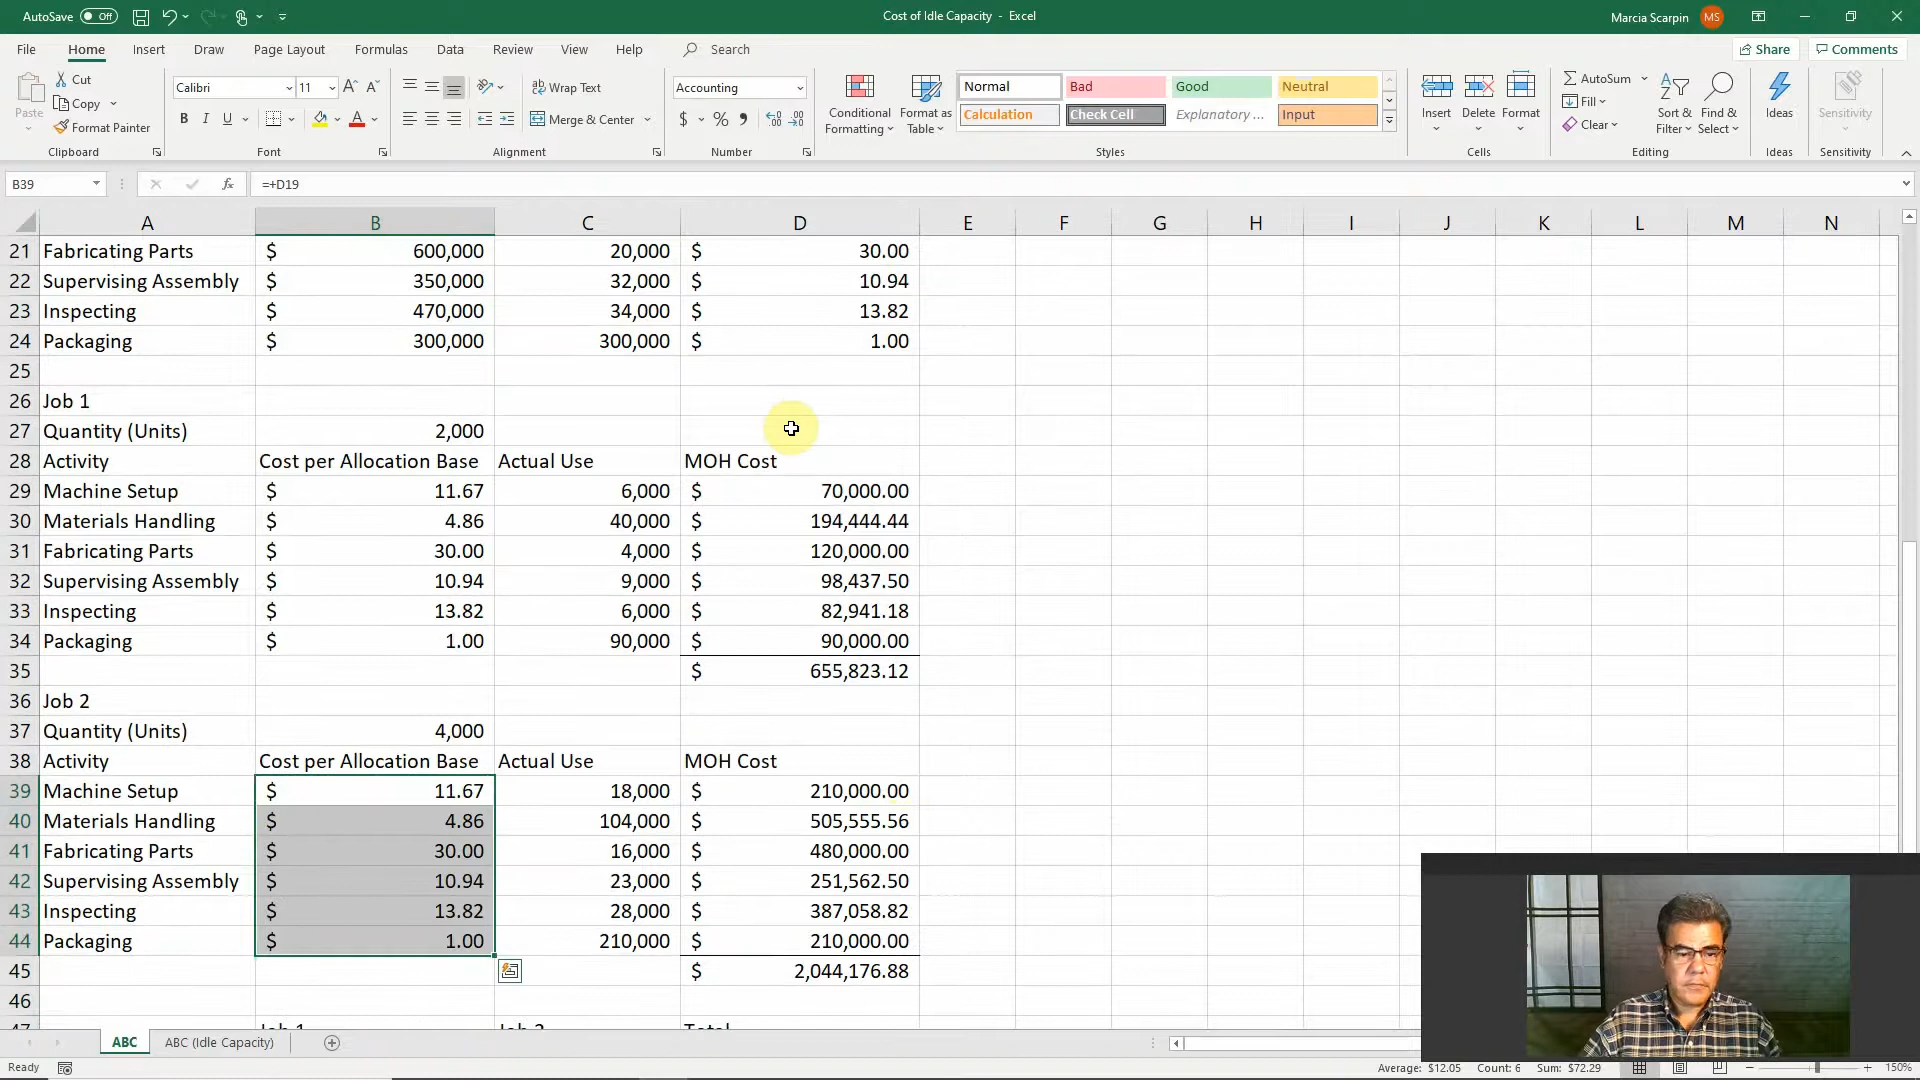 AutoSave Off Cost of Idle Capacity - Excel Marcia Scarpin MS
File Home Insert Draw Page Layout Formulas Data Review View Help Search Share Comments
Paste Cut Copy Format Painter Clipboard
Calibri 11 A A B I U A Font
Wrap Text Merge & Center Alignment
Accounting $ % , Number
Conditional Formatting Format as Table Normal Bad Good Neutral
Calculation Check Cell Explanatory ... Input Styles
Insert Delete Format Cells
AutoSum Fill Clear Sort & Filter Find & Select Editing
Ideas Ideas Sensitivity Sensitivity
B39 fx =+D19
A B C D E F G H I J K L M N
21 Fabricating Parts $ 600,000 20,000 $ 30.00
22 Supervising Assembly $ 350,000 32,000 $ 10.94
23 Inspecting $ 470,000 34,000 $ 13.82
24 Packaging $ 300,000 300,000 $ 1.00
25
26 Job 1
27 Quantity (Units) 2,000
28 Activity Cost per Allocation Base Actual Use MOH Cost
29 Machine Setup $ 11.67 6,000 $ 70,000.00
30 Materials Handling $ 4.86 40,000 $ 194,444.44
31 Fabricating Parts $ 30.00 4,000 $ 120,000.00
32 Supervising Assembly $ 10.94 9,000 $ 98,437.50
33 Inspecting $ 13.82 6,000 $ 82,941.18
34 Packaging $ 1.00 90,000 $ 90,000.00
35 $ 655,823.12
36 Job 2
37 Quantity (Units) 4,000
38 Activity Cost per Allocation Base Actual Use MOH Cost
39 Machine Setup $ 11.67 18,000 $ 210,000.00
40 Materials Handling $ 4.86 104,000 $ 505,555.56
41 Fabricating Parts $ 30.00 16,000 $ 480,000.00
42 Supervising Assembly $ 10.94 23,000 $ 251,562.50
43 Inspecting $ 13.82 28,000 $ 387,058.82
44 Packaging $ 1.00 210,000 $ 210,000.00
45 $ 2,044,176.88
46
47 Job 1 Job 2 Total
ABC ABC (Idle Capacity)
Ready Average: $12.05 Count: 6 Sum: $72.29 150%